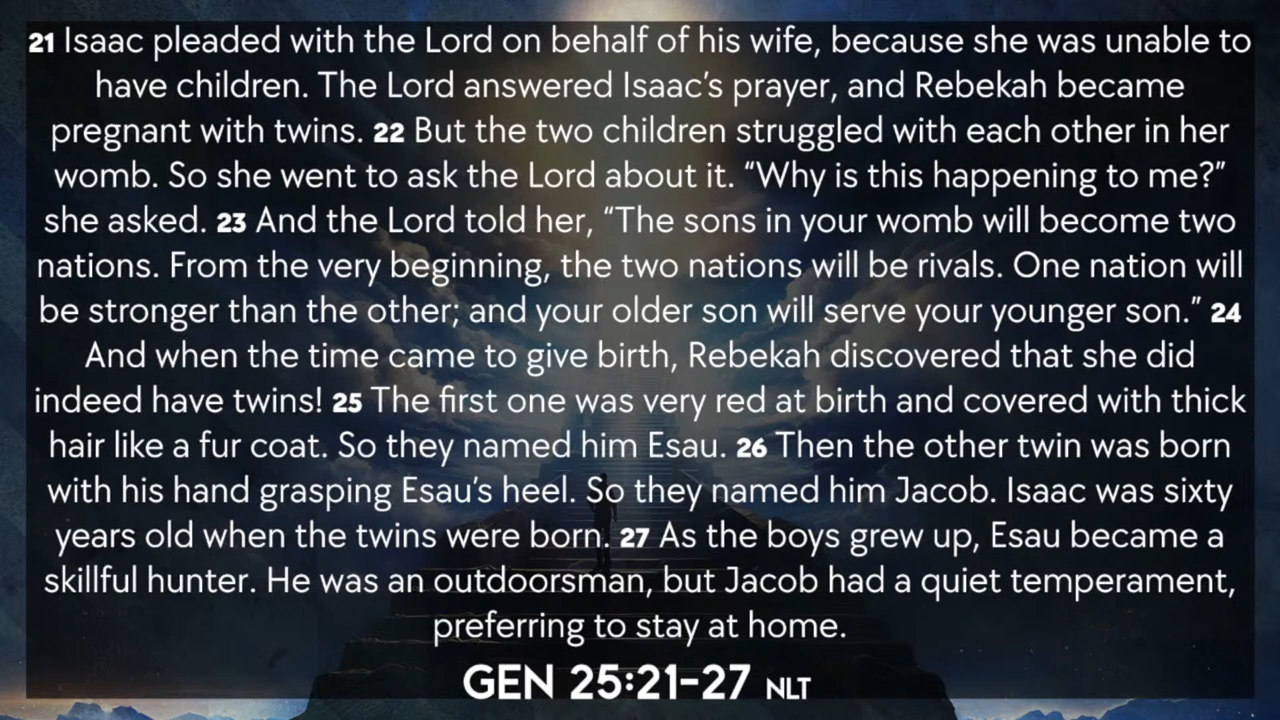 21 Isaac pleaded with the Lord on behalf of his wife, because she was unable to
have children. The Lord answered Isaac’s prayer, and Rebekah became
pregnant with twins. 22 But the two children struggled with each other in her
womb. So she went to ask the Lord about it. “Why is this happening to me?”
she asked. 23 And the Lord told her, “The sons in your womb will become two
nations. From the very beginning, the two nations will be rivals. One nation will
be stronger than the other; and your older son will serve your younger son.” 24
And when the time came to give birth, Rebekah discovered that she did
indeed have twins! 25 The first one was very red at birth and covered with thick
hair like a fur coat. So they named him Esau. 26 Then the other twin was born
with his hand grasping Esau’s heel. So they named him Jacob. Isaac was sixty
years old when the twins were born. 27 As the boys grew up, Esau became a
skillful hunter. He was an outdoorsman, but Jacob had a quiet temperament,
preferring to stay at home.
GEN 25:21-27 NLT